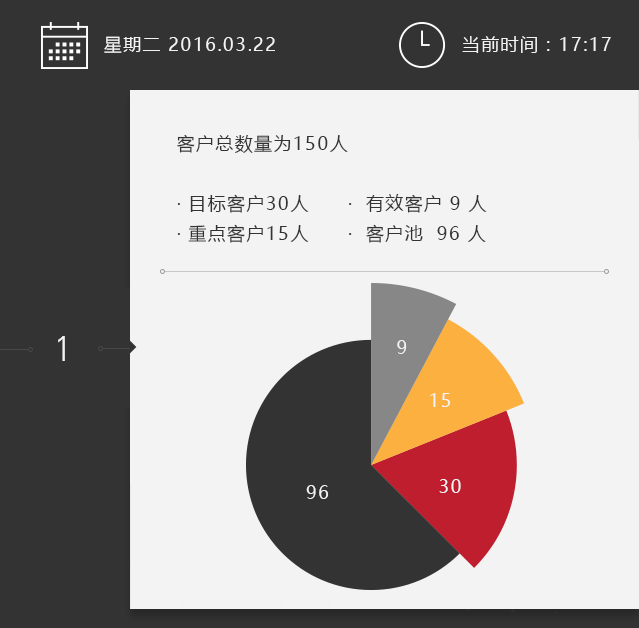 星期二 2016.03.22
当前时间：17:17
客户总数量为150人
· 目标客户30人 · 有效客户 9 人
· 重点客户15人 · 客户池 96 人
1
9
15
30
96